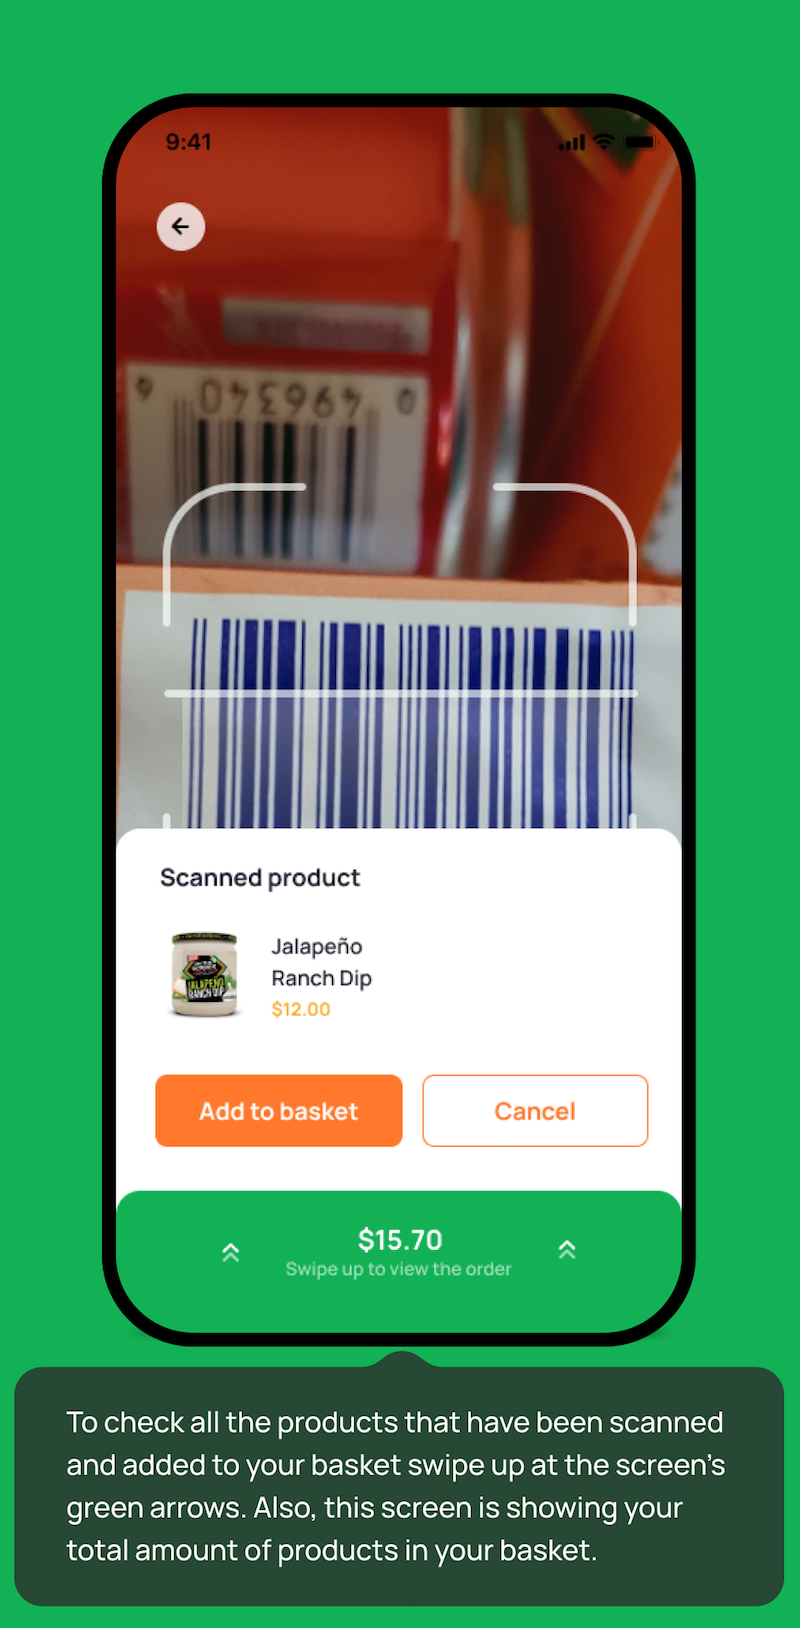 9:41
6 049634 0
Scanned product
JALAPEÑO
RANCH DIP
Jalapeño
Ranch Dip
$12.00
Add to basket
Cancel
$15.70
Swipe up to view the order
To check all the products that have been scanned
and added to your basket swipe up at the screen's
green arrows. Also, this screen is showing your
total amount of products in your basket.